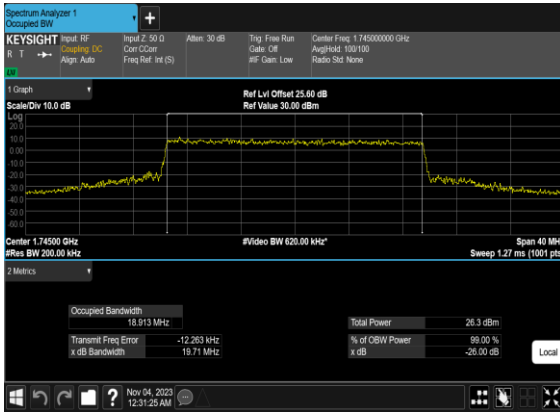 Spectrum Analyzer 1
Occupied BW
KEYSIGHT
R T
LXI
Input: RF
Coupling: DC
Align: Auto
Input Z: 50 Ω
Corr CCorr
Freq Ref: Int (S)
Atten: 30 dB
Trig: Free Run
Gate: Off
#IF Gain: Low
Center Freq: 1.745000000 GHz
Avg|Hold: 100/100
Radio Std: None
1 Graph
Scale/Div 10.0 dB
Ref Lvl Offset 25.60 dB
Ref Value 30.00 dBm
Log
20.0
10.0
0.00
-10.0
-20.0
-30.0
-40.0
-50.0
-60.0
Center 1.74500 GHz
#Res BW 200.00 kHz
#Video BW 620.00 kHz*
Span 40 MH
Sweep 1.27 ms (1001 pts
2 Metrics
Occupied Bandwidth
18.913 MHz
Transmit Freq Error -12.263 kHz
x dB Bandwidth 19.71 MHz
Total Power 26.3 dBm
% of OBW Power 99.00 %
x dB -26.00 dB
Local
?
Nov 04, 2023
12:31:25 AM